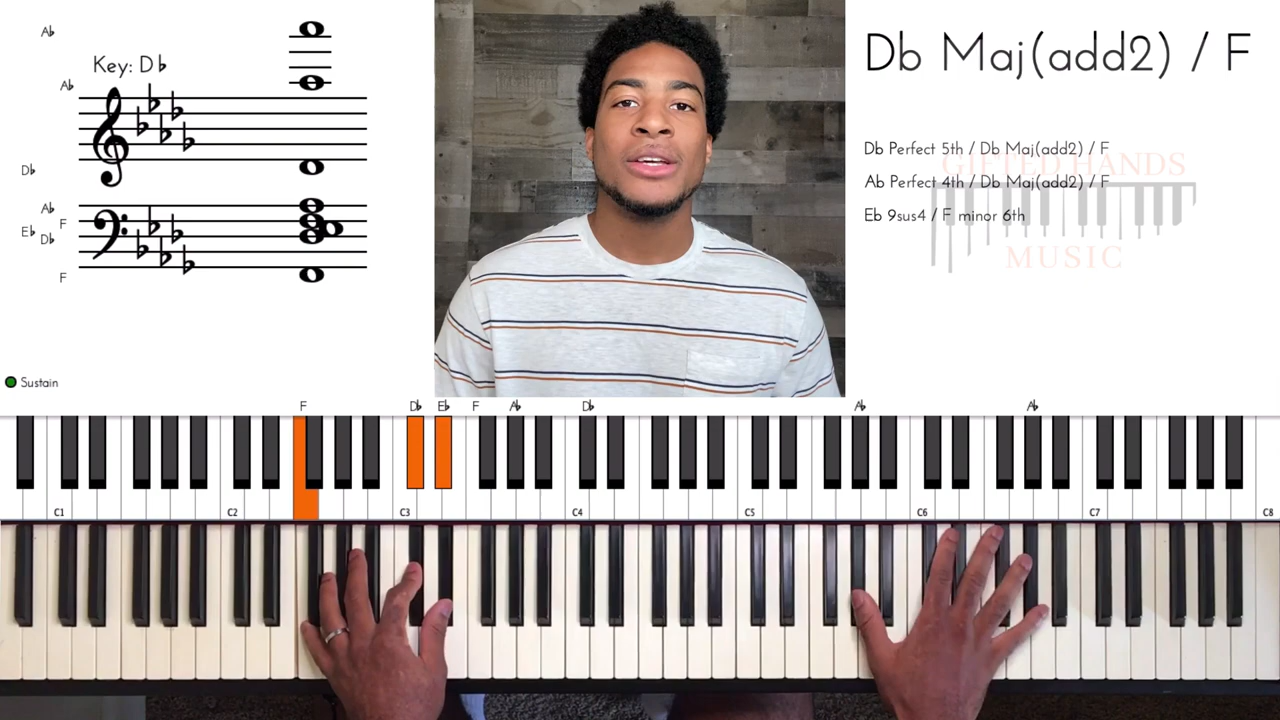 Ab
Key: Db
Ab
Db
Ab
F
Eb
Db
F
Sustain
Db Maj(add2) / F
Db Perfect 5th / Db Maj(add2) / F
Ab Perfect 4th / Db Maj(add2) / F
Eb 9sus4 / F minor 6th
GIFTED HANDS
MUSIC
F Db Eb F Ab Db Ab Ab
C1 C2 C3 C4 C5 C6 C7 C8